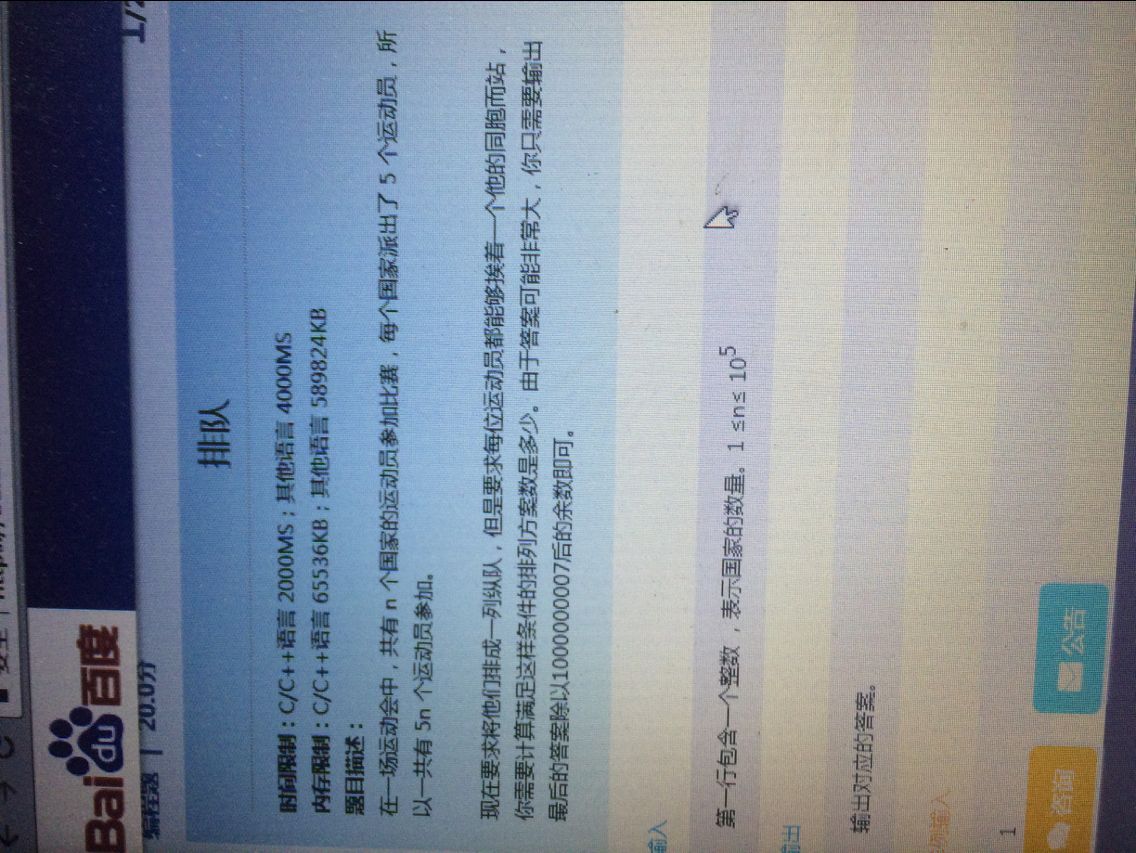 Bai du 百度
编程题 | 20.0分
1/2
排队
时间限制：C/C++语言 2000MS；其他语言 4000MS
内存限制：C/C++语言 65536KB；其他语言 589824KB
题目描述：
在一场运动会中，共有 n 个国家的运动员参加比赛，每个国家派出了 5 个运动员，所
以一共有 5n 个运动员参加。
现在要求将他们排成一列纵队，但是要求每位运动员都能够挨着一个他的同胞而站，
你需要计算满足这样条件的排列方案数是多少。由于答案可能非常大，你只需要输出
最后的答案除以1000000007后的余数即可。
输入
第一行包含一个整数，表示国家的数量。1 ≤n≤ 10^5
输出
输出对应的答案。
例输入
1
咨询
公告